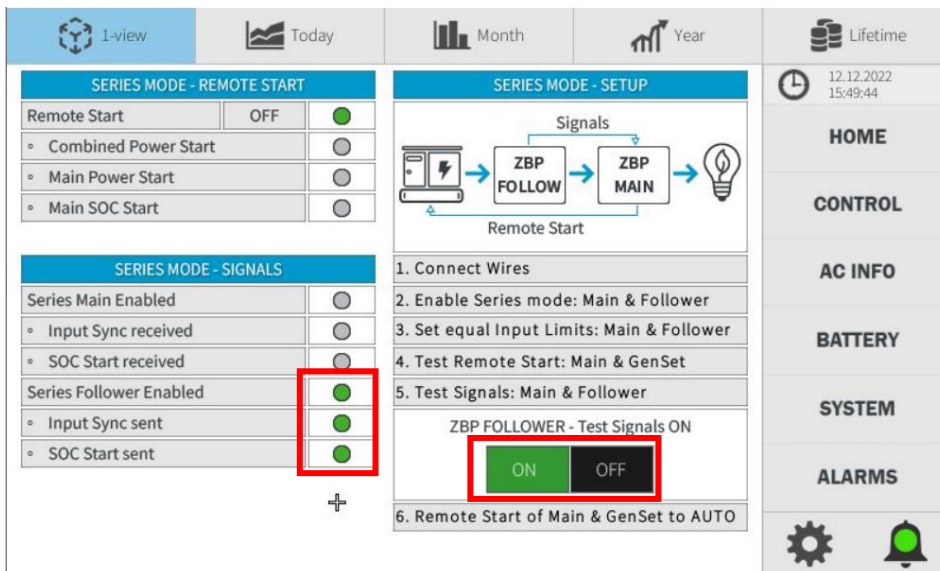 1-view
Today
Month
Year
Lifetime
12.12.2022
15:49:44
HOME
CONTROL
AC INFO
BATTERY
SYSTEM
ALARMS
SERIES MODE - REMOTE START
Remote Start OFF
Combined Power Start
Main Power Start
Main SOC Start
SERIES MODE - SIGNALS
Series Main Enabled
Input Sync received
SOC Start received
Series Follower Enabled
Input Sync sent
SOC Start sent
SERIES MODE - SETUP
Signals
ZBP FOLLOW
ZBP MAIN
Remote Start
1. Connect Wires
2. Enable Series mode: Main & Follower
3. Set equal Input Limits: Main & Follower
4. Test Remote Start: Main & GenSet
5. Test Signals: Main & Follower
ZBP FOLLOWER - Test Signals ON
ON OFF
6. Remote Start of Main & GenSet to AUTO